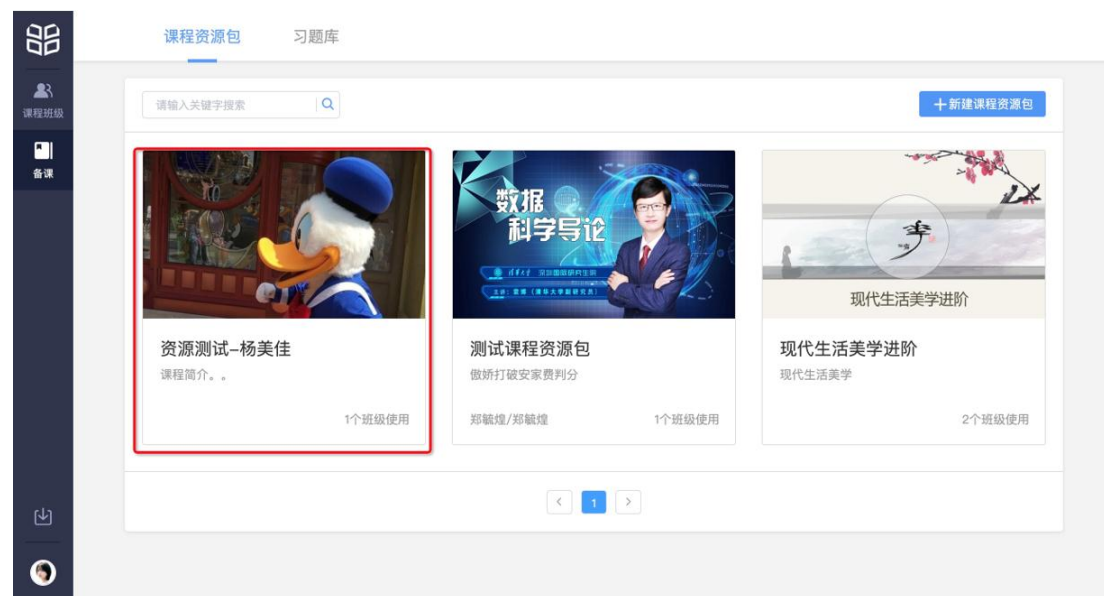 课程资源包
习题库
课程班级
备课
请输入关键字搜索
新建课程资源包
数据
科学导论
资源测试-杨美佳
课程简介。。
1个班级使用
测试课程资源包
傲娇打破安家费判分
郑毓煌/郑毓煌
1个班级使用
现代生活美学进阶
现代生活美学进阶
现代生活美学
2个班级使用
1